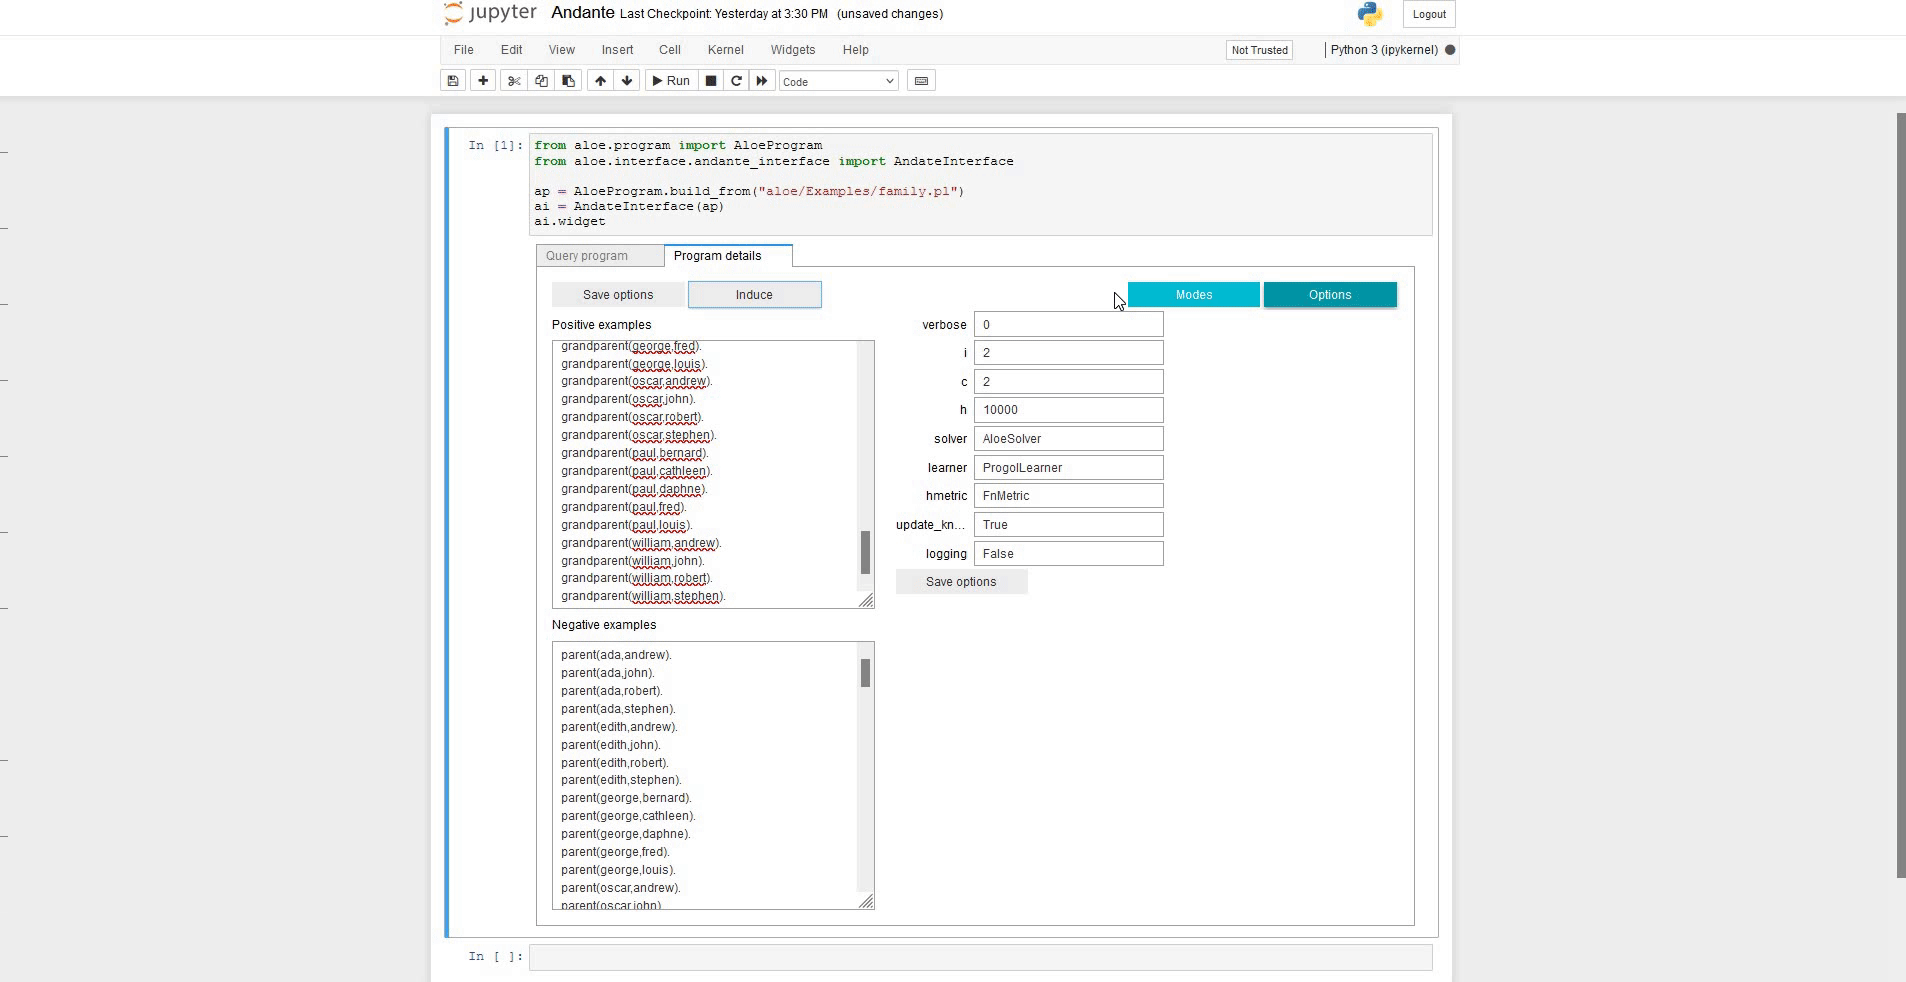 jupyter Andante Last Checkpoint: Yesterday at 3:30 PM (unsaved changes)
Logout
File Edit View Insert Cell Kernel Widgets Help
Not Trusted
Python 3 (ipykernel)
Run
Code
In [1]:
from aloe.program import AloeProgram
from aloe.interface.andante_interface import AndateInterface
ap = AloeProgram.build_from("aloe/Examples/family.pl")
ai = AndateInterface(ap)
ai.widget
Query program
Program details
Save options
Induce
Modes
Options
Positive examples
grandparent(george,fred).
grandparent(george,louis).
grandparent(oscar,andrew).
grandparent(oscar,john).
grandparent(oscar,robert).
grandparent(oscar,stephen).
grandparent(paul,bernard).
grandparent(paul,cathleen).
grandparent(paul,daphne).
grandparent(paul,fred).
grandparent(paul,louis).
grandparent(william,andrew).
grandparent(william,john).
grandparent(william,robert).
grandparent(william,stephen).
Negative examples
parent(ada,andrew).
parent(ada,john).
parent(ada,robert).
parent(ada,stephen).
parent(edith,andrew).
parent(edith,john).
parent(edith,robert).
parent(edith,stephen).
parent(george,bernard).
parent(george,cathleen).
parent(george,daphne).
parent(george,fred).
parent(george,louis).
parent(oscar,andrew).
parent(oscar,john)
verbose 0
i 2
c 2
h 10000
solver AloeSolver
learner ProgolLearner
hmetric FnMetric
update_kn... True
logging False
Save options
In [ ]: